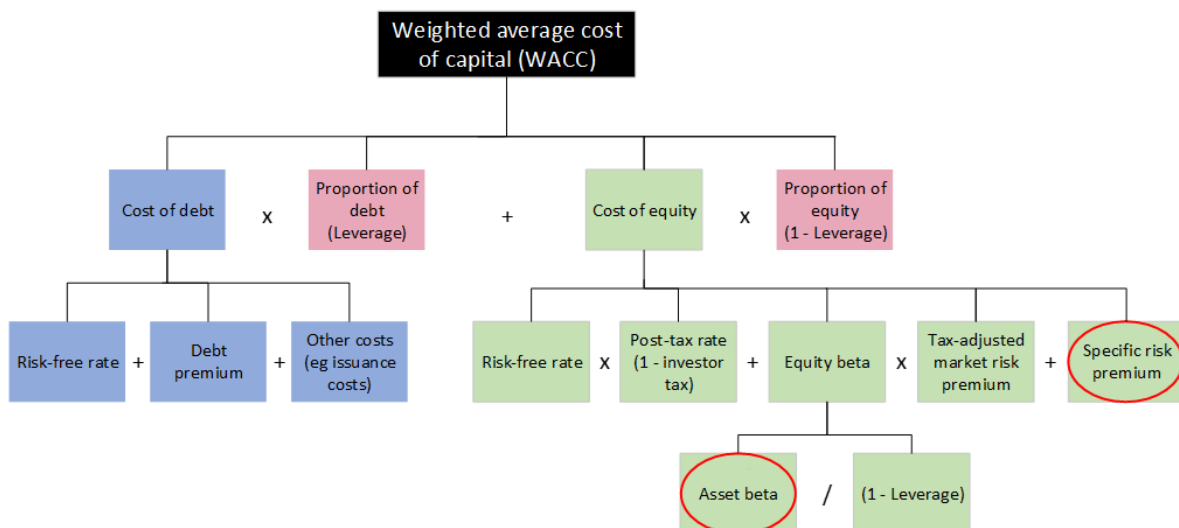 Weighted average cost
of capital (WACC)
Cost of debt
x
Proportion of
debt
(Leverage)
+
Cost of equity
x
Proportion of
equity
(1 - Leverage)
Risk-free rate
+
Debt
premium
+
Other costs
(eg issuance
costs)
Risk-free rate
x
Post-tax rate
(1 - investor
tax)
+
Equity beta
x
Tax-adjusted
market risk
premium
+
Specific risk
premium
Asset beta
/
(1 - Leverage)